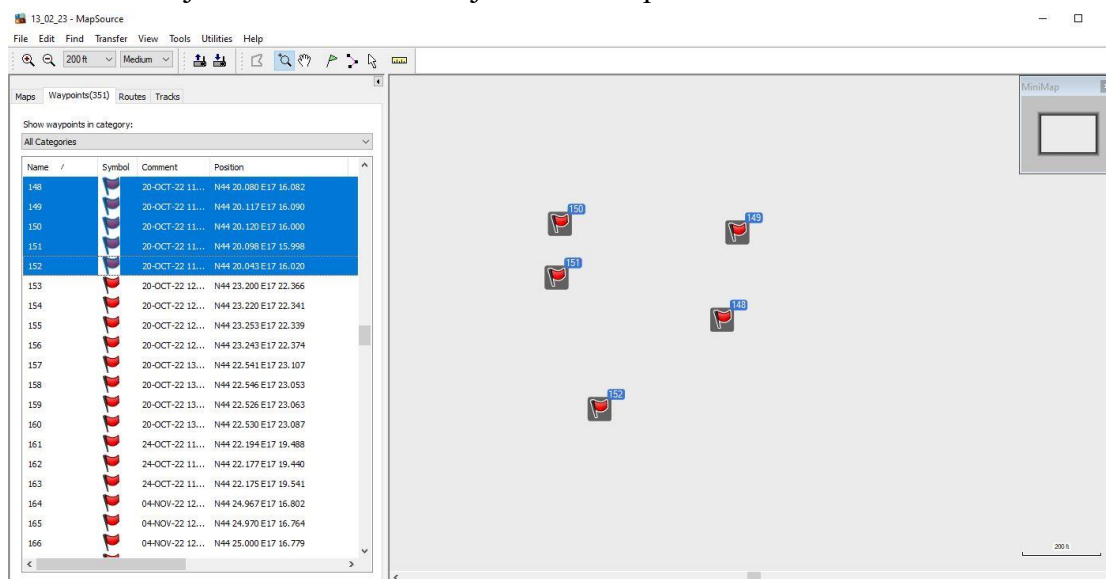 13_02_23 - MapSource
File Edit Find Transfer View Tools Utilities Help
200 ft Medium
Maps Waypoints(351) Routes Tracks
Show waypoints in category:
All Categories
Name / Symbol Comment Position
148 20-OCT-22 11... N44 20.080 E17 16.082
149 20-OCT-22 11... N44 20.117 E17 16.090
150 20-OCT-22 11... N44 20.120 E17 16.000
151 20-OCT-22 11... N44 20.098 E17 15.998
152 20-OCT-22 11... N44 20.043 E17 16.020
153 20-OCT-22 12... N44 23.200 E17 22.366
154 20-OCT-22 12... N44 23.220 E17 22.341
155 20-OCT-22 12... N44 23.253 E17 22.339
156 20-OCT-22 12... N44 23.243 E17 22.374
157 20-OCT-22 13... N44 22.541 E17 23.107
158 20-OCT-22 13... N44 22.546 E17 23.053
159 20-OCT-22 13... N44 22.526 E17 23.063
160 20-OCT-22 13... N44 22.530 E17 23.087
161 24-OCT-22 11... N44 22.194 E17 19.488
162 24-OCT-22 11... N44 22.177 E17 19.440
163 24-OCT-22 11... N44 22.175 E17 19.541
164 04-NOV-22 12... N44 24.967 E17 16.802
165 04-NOV-22 12... N44 24.970 E17 16.764
166 04-NOV-22 12... N44 25.000 E17 16.779
MiniMap
150
149
151
148
152
200 ft